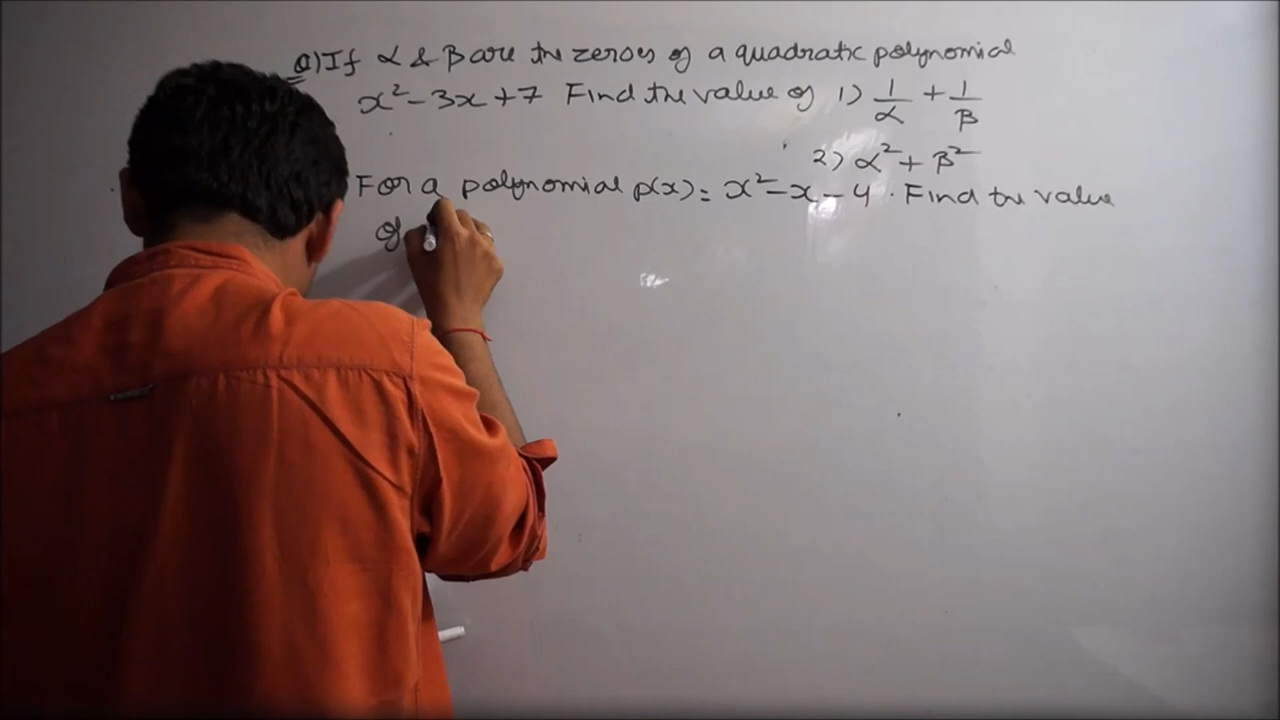 Q) If α & β are the zeroes of a quadratic polynomial
x² - 3x + 7 Find the value of 1) 1/α + 1/β
2) α² + β²
For a polynomial p(x) = x² - x - 4 . Find the value
of